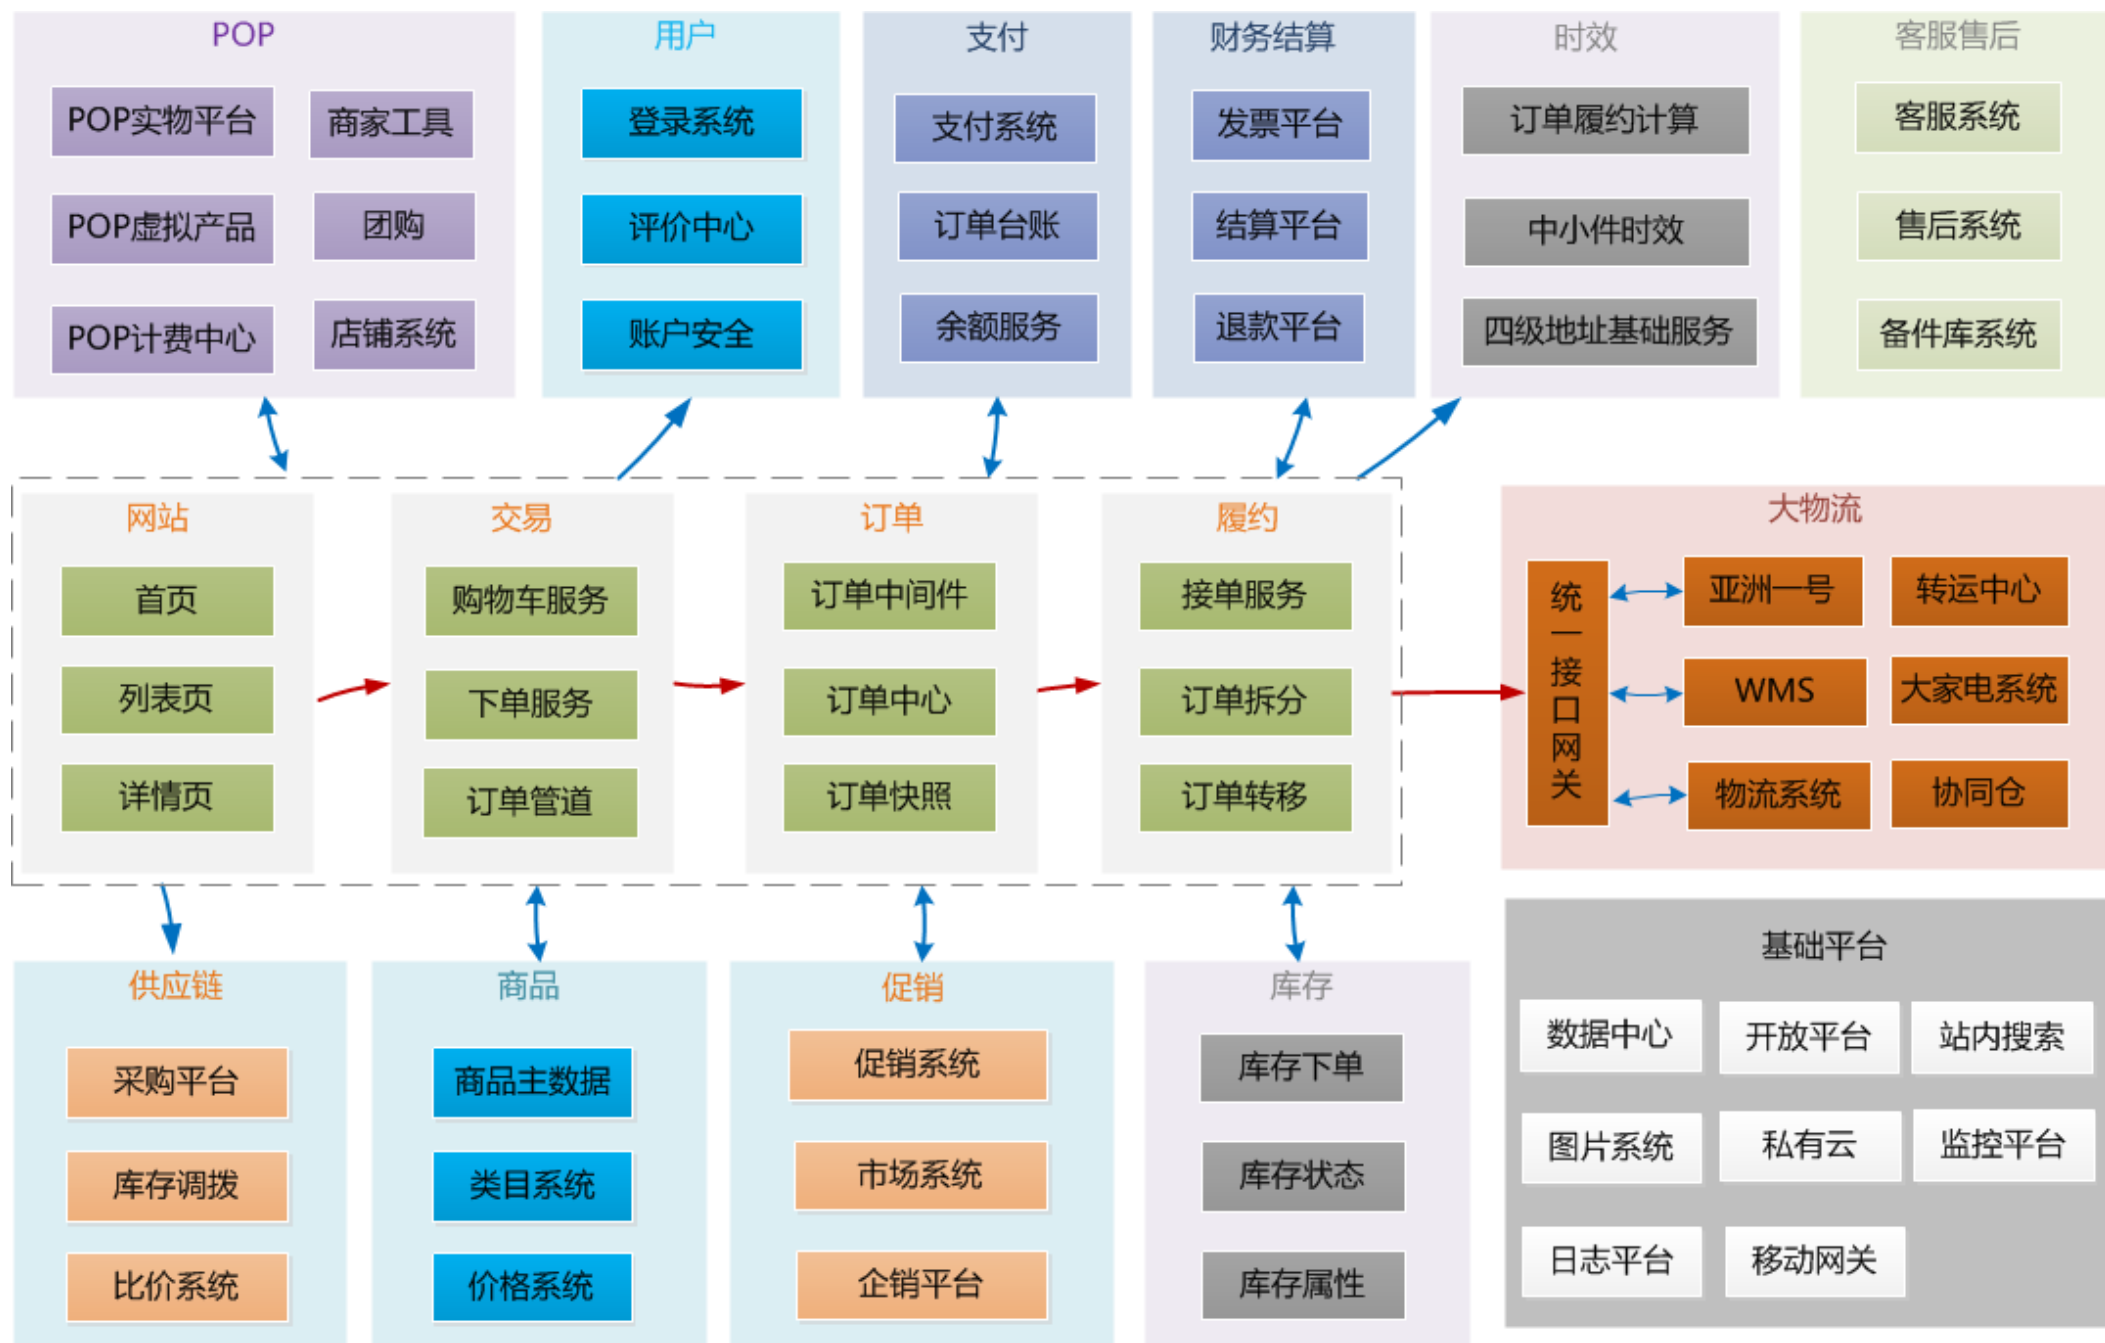 POP
POP实物平台
商家工具
POP虚拟产品
团购
POP计费中心
店铺系统
用户
登录系统
评价中心
账户安全
支付
支付系统
订单台账
余额服务
财务结算
发票平台
结算平台
退款平台
时效
订单履约计算
中小件时效
四级地址基础服务
客服售后
客服系统
售后系统
备件库系统
网站
首页
列表页
详情页
交易
购物车服务
下单服务
订单管道
订单
订单中间件
订单中心
订单快照
履约
接单服务
订单拆分
订单转移
大物流
统一接口网关
亚洲一号
转运中心
WMS
大家电系统
物流系统
协同仓
供应链
采购平台
库存调拨
比价系统
商品
商品主数据
类目系统
价格系统
促销
促销系统
市场系统
企销平台
库存
库存下单
库存状态
库存属性
基础平台
数据中心
开放平台
站内搜索
图片系统
私有云
监控平台
日志平台
移动网关